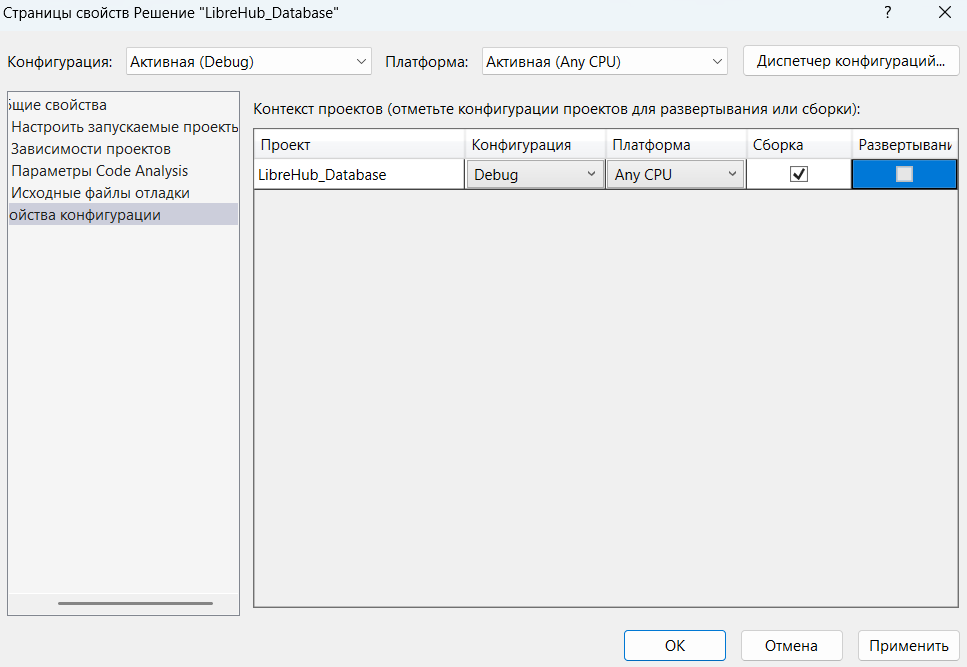 Страницы свойств Решение "LibreHub_Database"
?
Конфигурация: Активная (Debug) Платформа: Активная (Any CPU) Диспетчер конфигураций...
бщие свойства
Настроить запускаемые проекты
Зависимости проектов
Параметры Code Analysis
Исходные файлы отладки
ойства конфигурации
Контекст проектов (отметьте конфигурации проектов для развертывания или сборки):
Проект Конфигурация Платформа Сборка Развертывани
LibreHub_Database Debug Any CPU
OK Отмена Применить